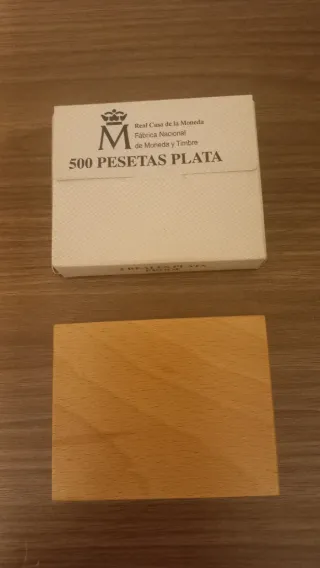 M
Real Casa de la Moneda
Fábrica Nacional
de Moneda y Timbre
500 PESETAS PLATA